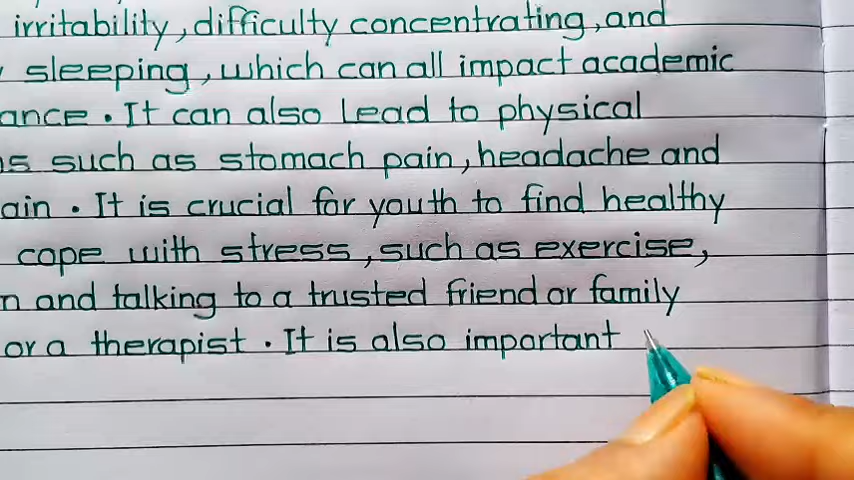 irritability, difficulty concentrating, and
sleeping, which can all impact academic
ance. It can also lead to physical
s such as stomach pain, headache and
ain. It is crucial for youth to find healthy
cope with stress, such as exercise,
n and talking to a trusted friend or family
or a therapist. It is also important